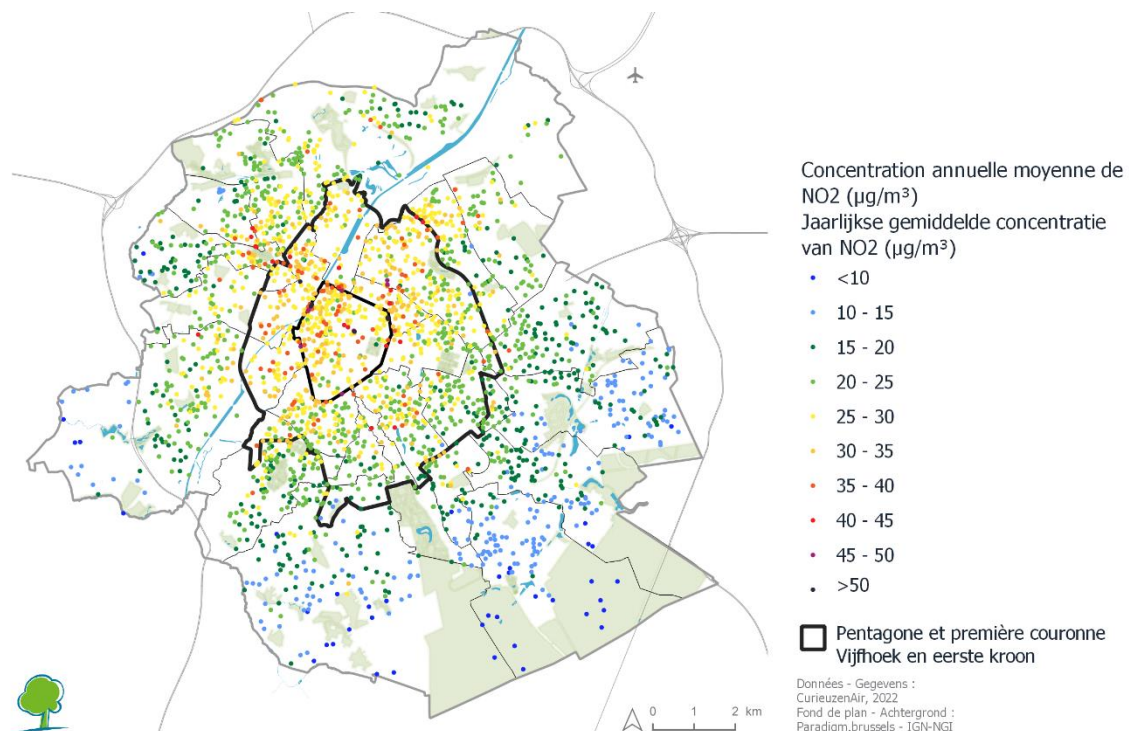 Concentration annuelle moyenne de
NO2 (µg/m³)
Jaarlijkse gemiddelde concentratie
van NO2 (µg/m³)
<10
10 - 15
15 - 20
20 - 25
25 - 30
30 - 35
35 - 40
40 - 45
45 - 50
>50
Pentagone et première couronne
Vijfhoek en eerste kroon
Données - Gegevens :
CurieuzenAir, 2022
Fond de plan - Achtergrond :
Paradigm.brussels - IGN-NGI
0 1 2 km